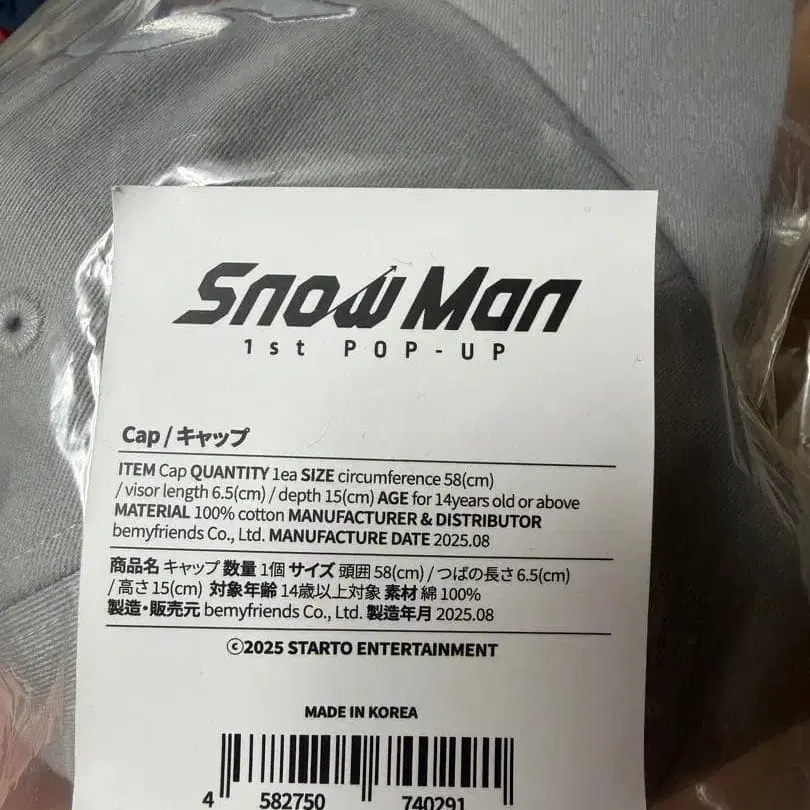 Snow Man
1st POP-UP
Cap / キャップ
ITEM Cap QUANTITY 1ea SIZE circumference 58(cm)
/ visor length 6.5(cm) / depth 15(cm) AGE for 14years old or above
MATERIAL 100% cotton MANUFACTURER & DISTRIBUTOR
bemyfriends Co., Ltd. MANUFACTURE DATE 2025.08
商品名 キャップ 数量 1個 サイズ 頭囲 58(cm) / つばの長さ 6.5(cm)
/ 高さ 15(cm) 対象年齢 14歳以上対象 素材 綿 100%
製造・販売元 bemyfriends Co., Ltd. 製造年月 2025.08
©2025 STARTO ENTERTAINMENT
MADE IN KOREA
4 582750 740291